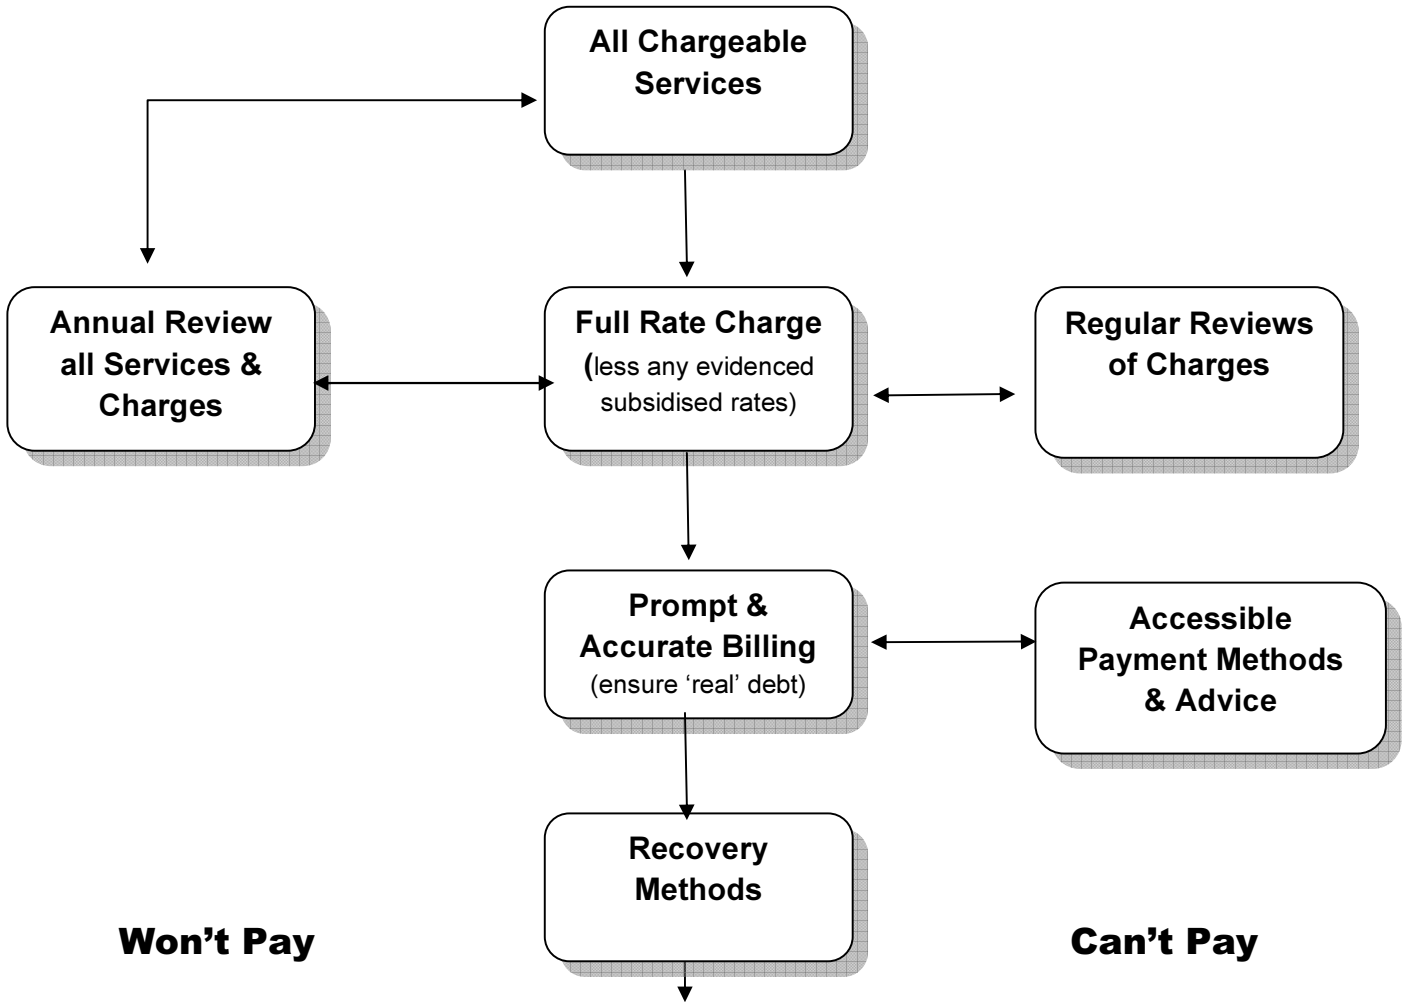 All Chargeable
Services
Annual Review
all Services &
Charges
Full Rate Charge
(less any evidenced
subsidised rates)
Regular Reviews
of Charges
Prompt &
Accurate Billing
(ensure ‘real’ debt)
Accessible
Payment Methods
& Advice
Recovery
Methods
Won’t Pay
Can’t Pay